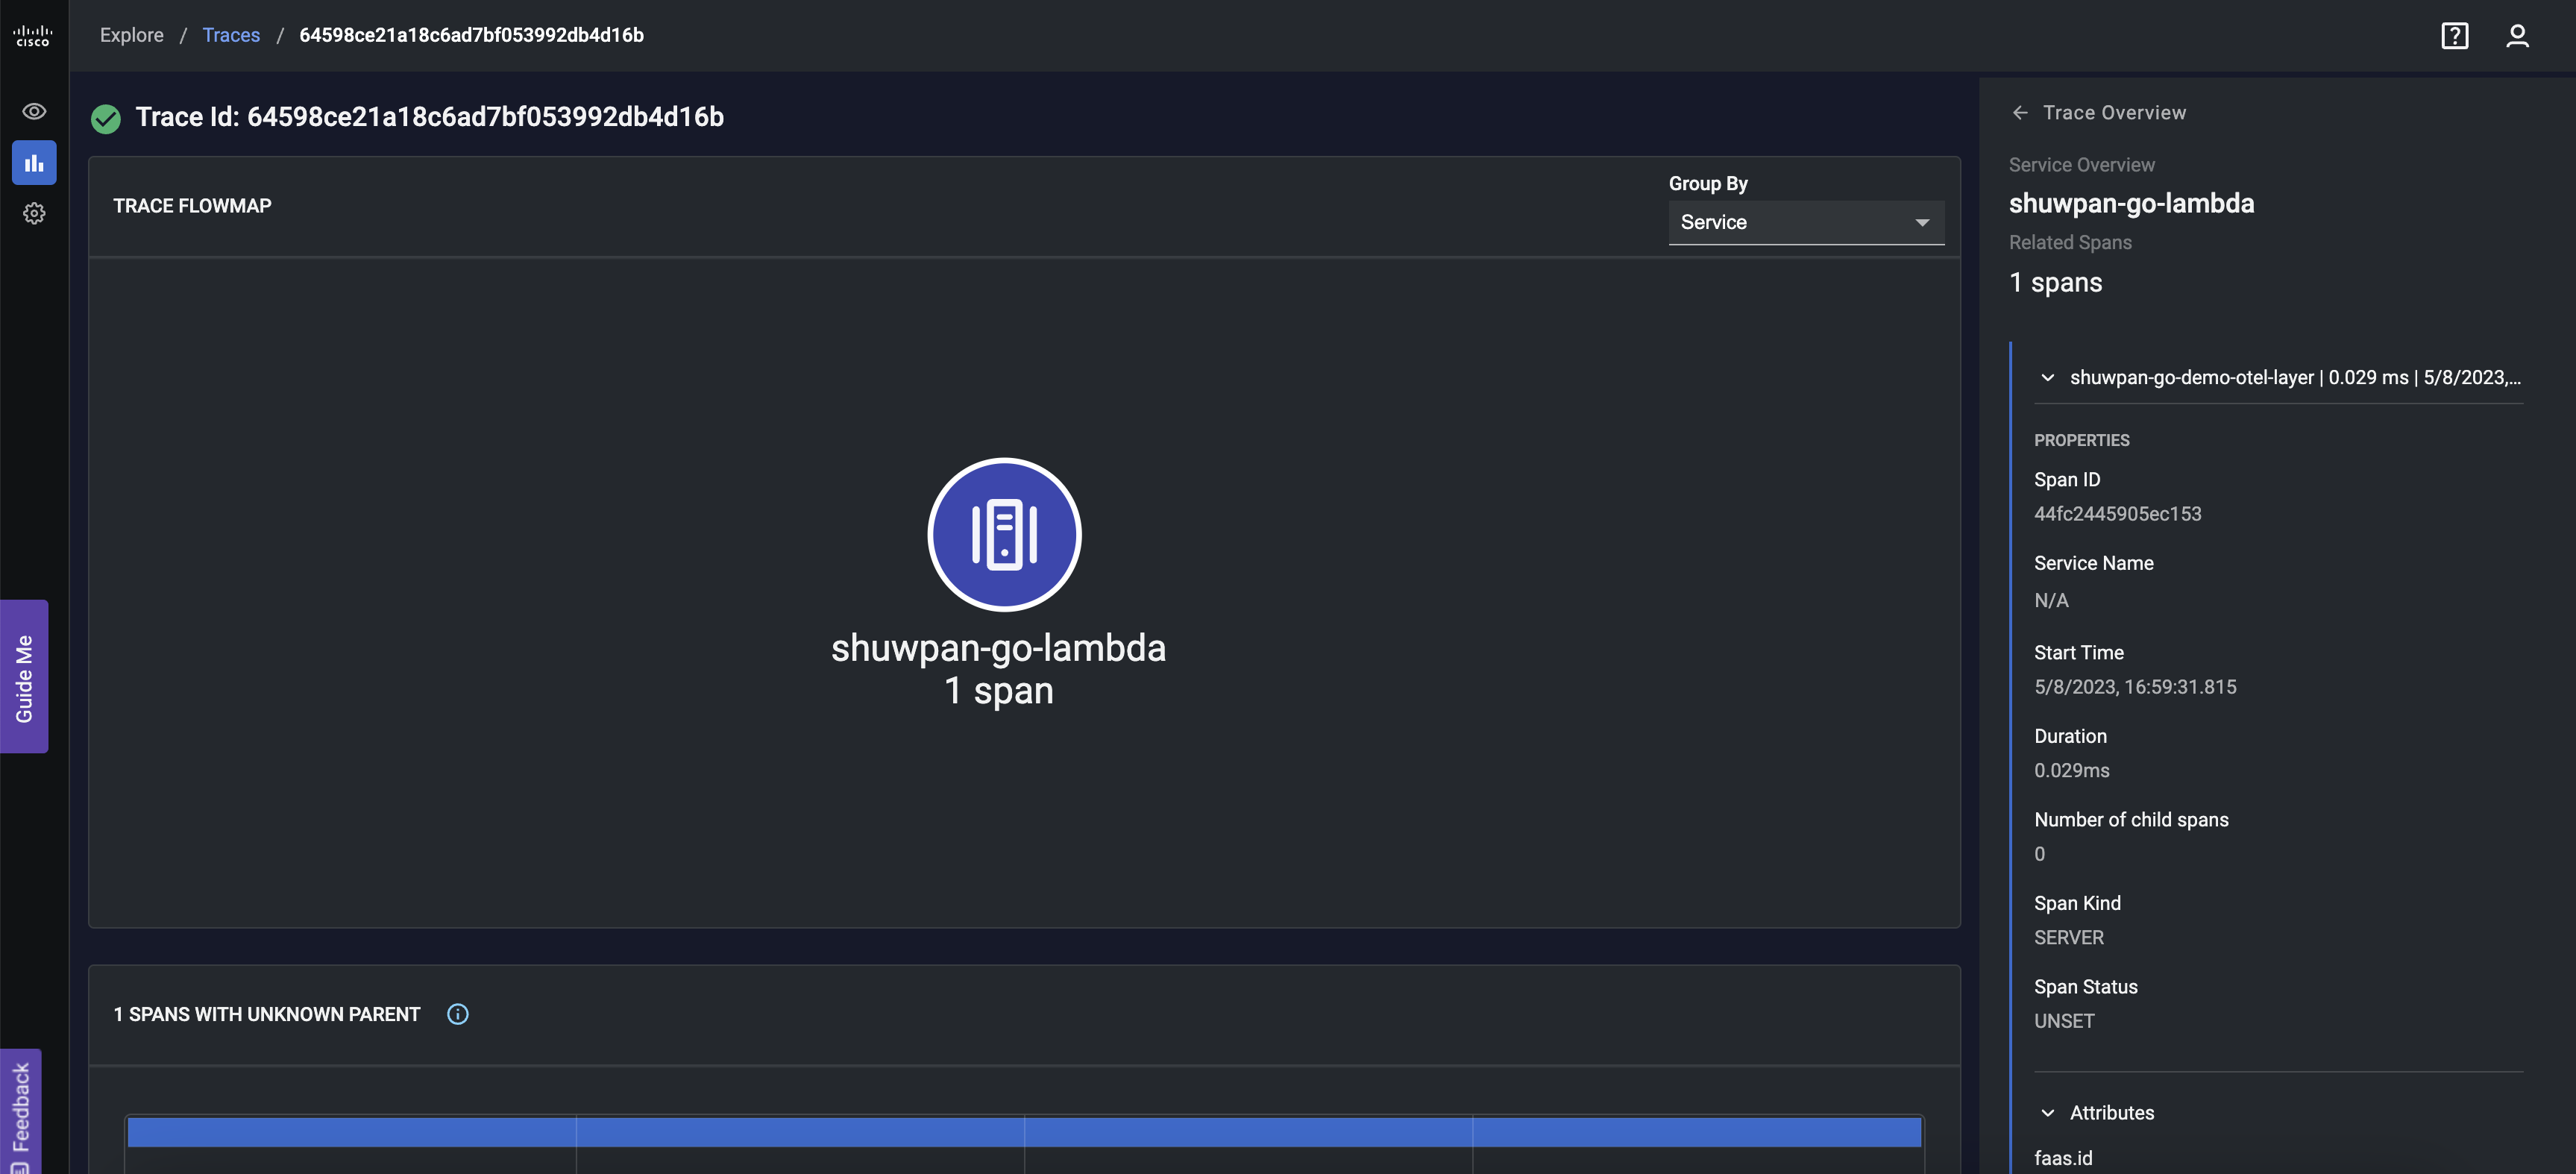 cisco
Explore / Traces / 64598ce21a18c6ad7bf053992db4d16b
Trace Id: 64598ce21a18c6ad7bf053992db4d16b
TRACE FLOWMAP
Group By
Service
shuwpan-go-lambda
1 span
1 SPANS WITH UNKNOWN PARENT
Guide Me
Feedback
Trace Overview
Service Overview
shuwpan-go-lambda
Related Spans
1 spans
shuwpan-go-demo-otel-layer | 0.029 ms | 5/8/2023,...
PROPERTIES
Span ID
44fc2445905ec153
Service Name
N/A
Start Time
5/8/2023, 16:59:31.815
Duration
0.029ms
Number of child spans
0
Span Kind
SERVER
Span Status
UNSET
Attributes
faas.id